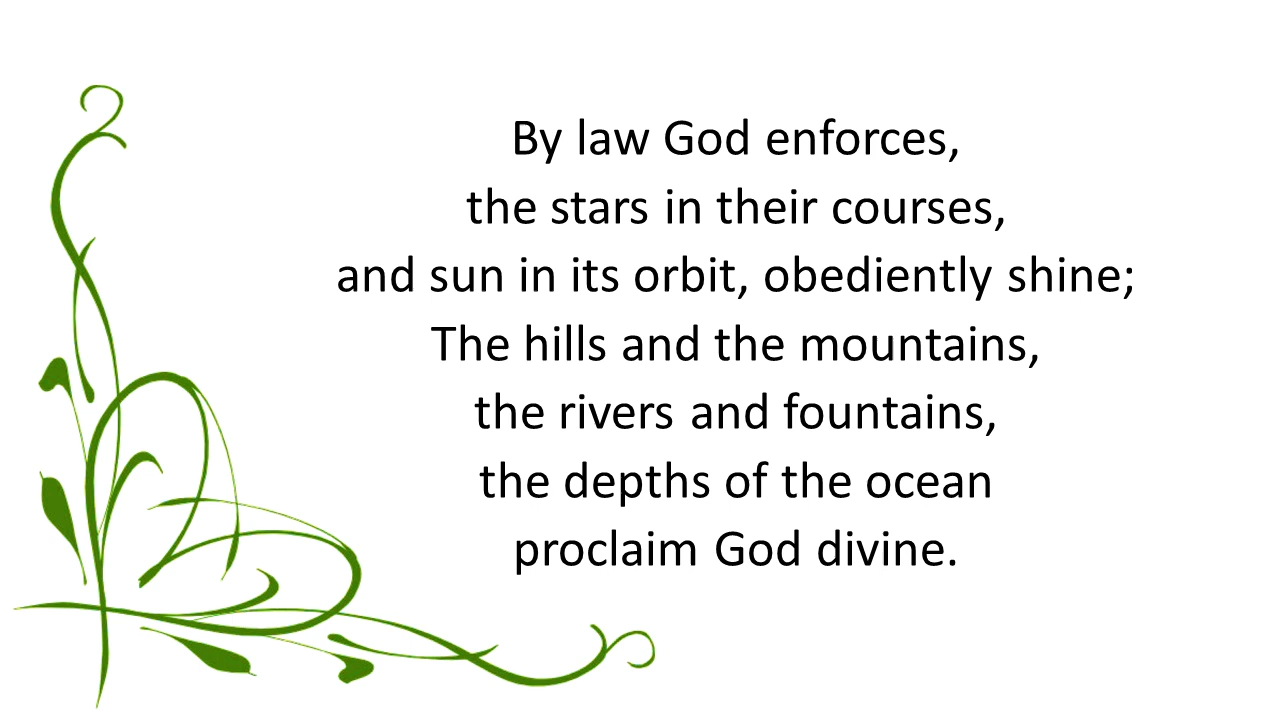 By law God enforces,
the stars in their courses,
and sun in its orbit, obediently shine;
The hills and the mountains,
the rivers and fountains,
the depths of the ocean
proclaim God divine.